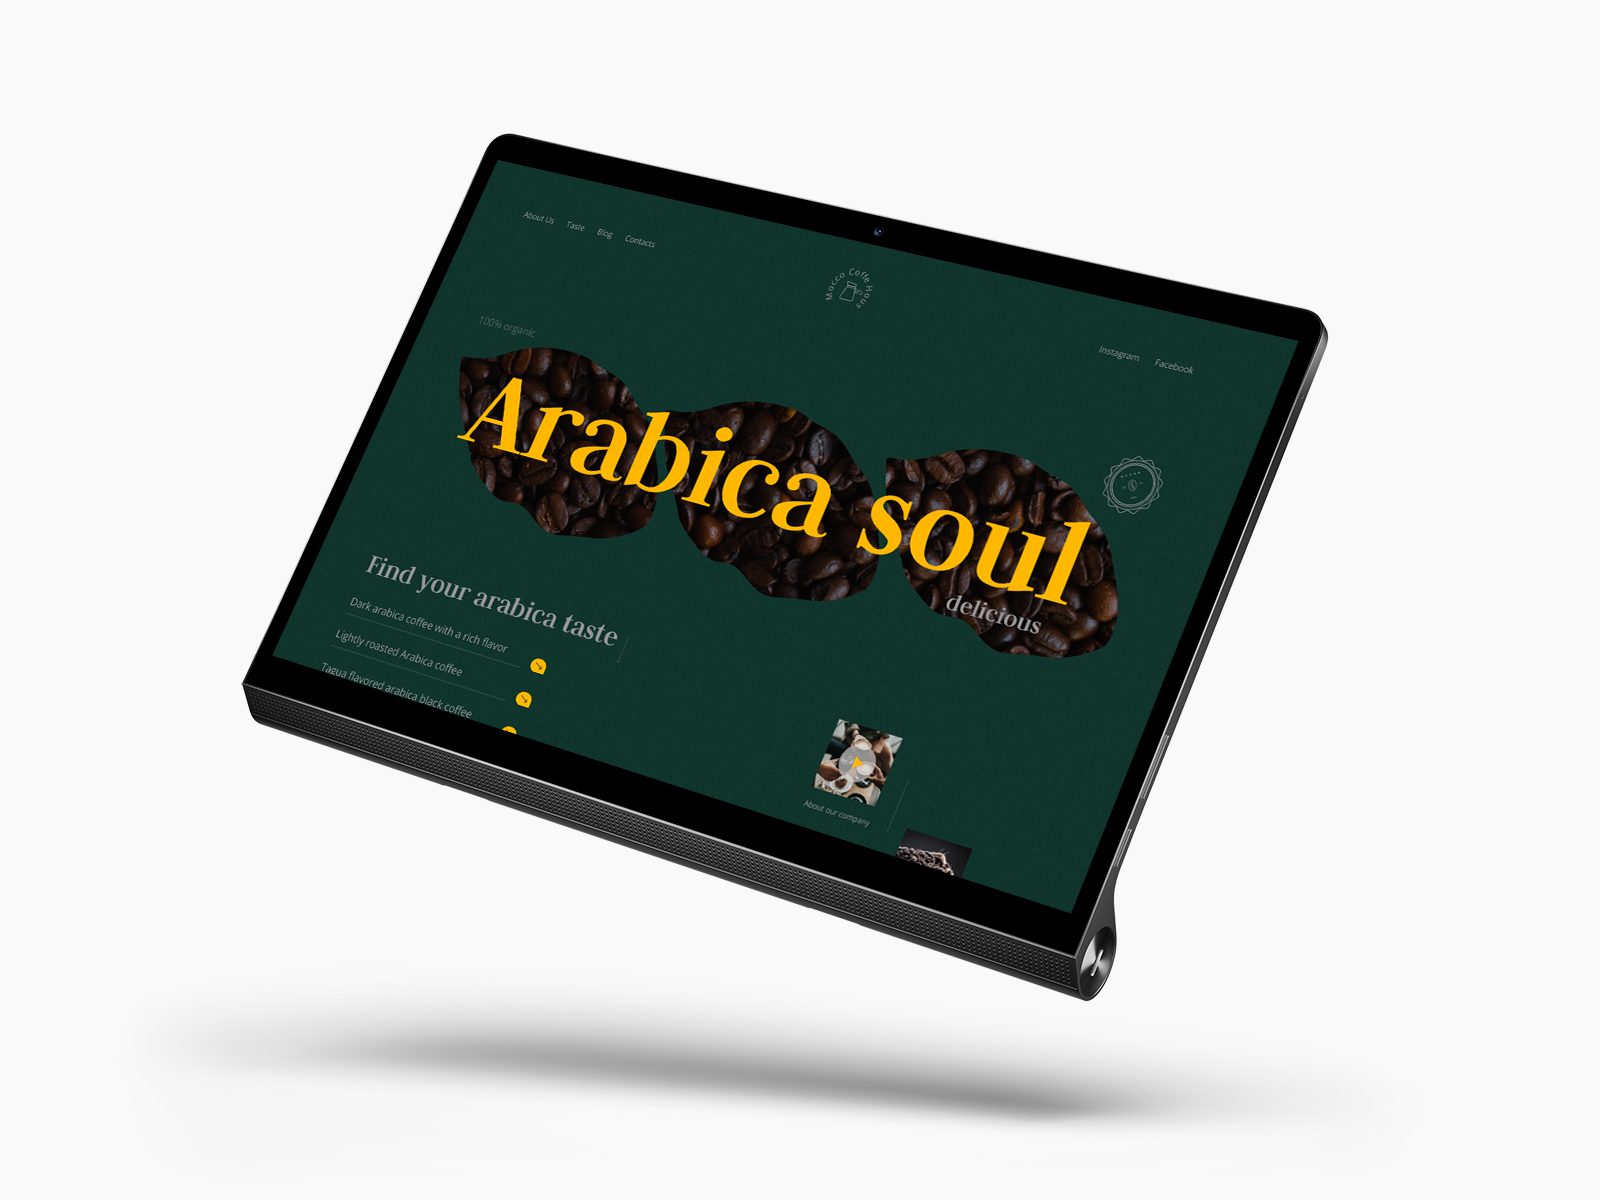 About Us Taste Blog Contacts
Mocco Coffe House
Instagram Facebook
100% organic
Arabica soul
delicious
Find your arabica taste
Dark arabica coffee with a rich flavor
Lightly roasted Arabica coffee
Tagua flavored arabica black coffee
About our company